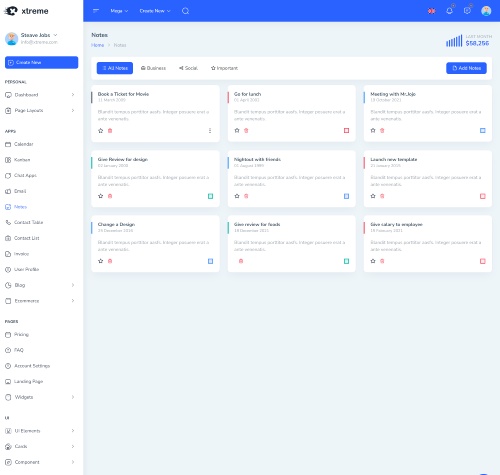 xtreme
Mega
Create New
Steave Jobs
info@xtreme.com
Create New
PERSONAL
Dashboard
Page Layouts
APPS
Calendar
Kanban
Chat Apps
Email
Notes
Contact Table
Contact List
Invoice
User Profile
Blog
Ecommerce
PAGES
Pricing
FAQ
Account Settings
Landing Page
Widgets
UI
UI Elements
Cards
Component
Notes
Home
Notes
LAST MONTH
$58,256
All Notes
Business
Social
Important
Add Notes
Book a Ticket for Movie
11 March 2009
Blandit tempus porttitor aasfs. Integer posuere erat a
ante venenatis.
Go for lunch
01 April 2002
Blandit tempus porttitor aasfs. Integer posuere erat a
ante venenatis.
Meeting with Mr.Jojo
19 October 2021
Blandit tempus porttitor aasfs. Integer posuere erat a
ante venenatis.
Give Review for design
02 January 2000
Blandit tempus porttitor aasfs. Integer posuere erat a
ante venenatis.
Nightout with friends
01 August 1999
Blandit tempus porttitor aasfs. Integer posuere erat a
ante venenatis.
Launch new template
21 January 2015
Blandit tempus porttitor aasfs. Integer posuere erat a
ante venenatis.
Change a Design
25 December 2016
Blandit tempus porttitor aasfs. Integer posuere erat a
ante venenatis.
Give review for foods
18 December 2021
Blandit tempus porttitor aasfs. Integer posuere erat a
ante venenatis.
Give salary to employee
15 February 2021
Blandit tempus porttitor aasfs. Integer posuere erat a
ante venenatis.